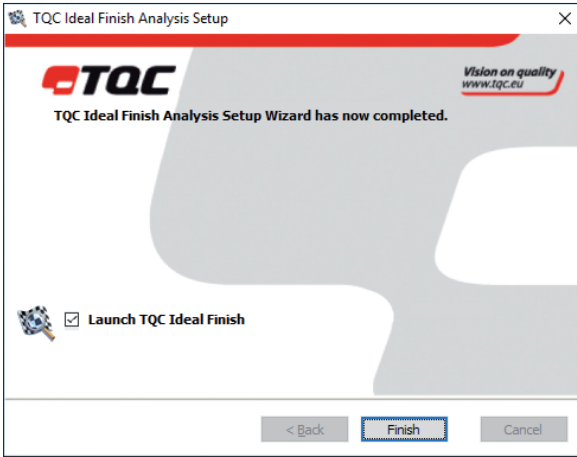 TQC Ideal Finish Analysis Setup
TQC
Vision on quality
www.tqc.eu
TQC Ideal Finish Analysis Setup Wizard has now completed.
Launch TQC Ideal Finish
< Back
Finish
Cancel